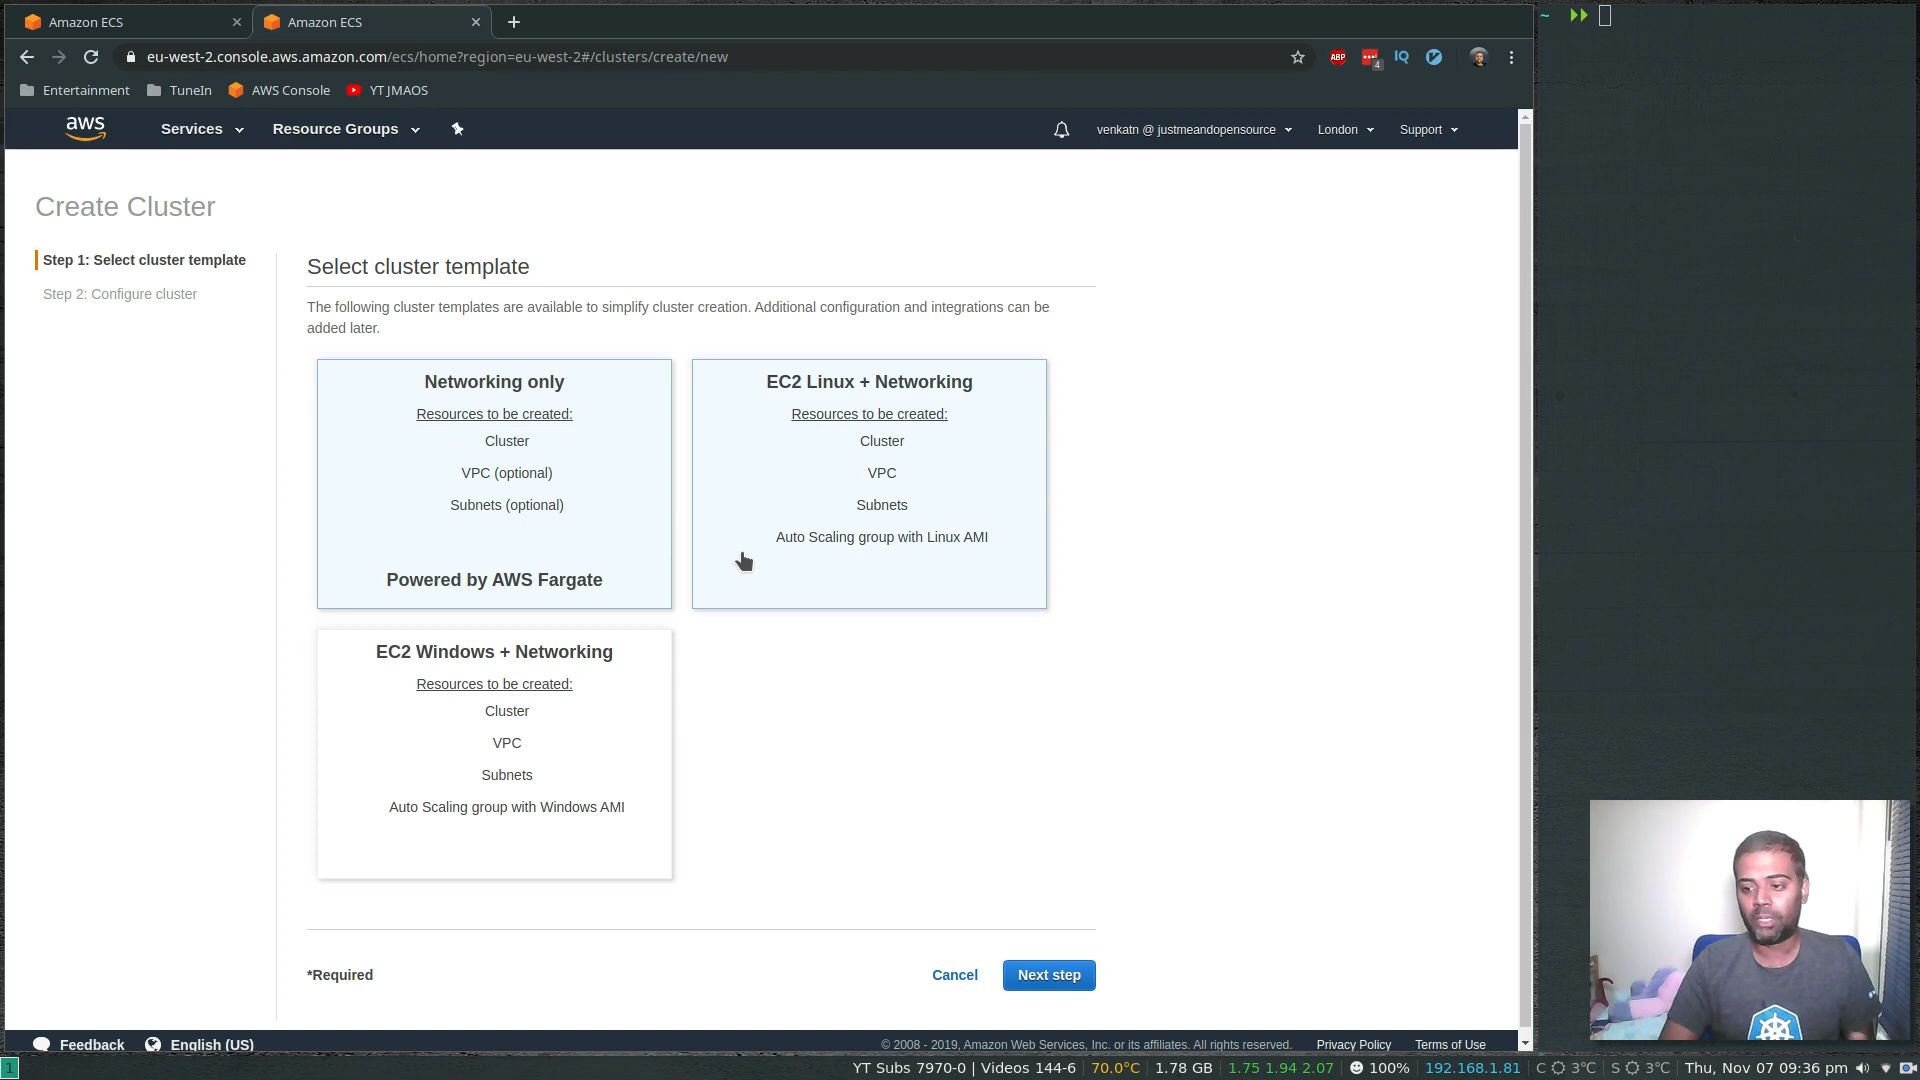 Amazon ECS
Amazon ECS
~
eu-west-2.console.aws.amazon.com/ecs/home?region=eu-west-2#/clusters/create/new
ABP
4
IQ
Entertainment
TuneIn
AWS Console
YT JMAOS
aws
Services
Resource Groups
venkatn @ justmeandopensource
London
Support
Create Cluster
Step 1: Select cluster template
Step 2: Configure cluster
Select cluster template
The following cluster templates are available to simplify cluster creation. Additional configuration and integrations can be
added later.
Networking only
Resources to be created:
Cluster
VPC (optional)
Subnets (optional)
Powered by AWS Fargate
EC2 Linux + Networking
Resources to be created:
Cluster
VPC
Subnets
Auto Scaling group with Linux AMI
EC2 Windows + Networking
Resources to be created:
Cluster
VPC
Subnets
Auto Scaling group with Windows AMI
*Required
Cancel
Next step
Feedback
English (US)
© 2008 - 2019, Amazon Web Services, Inc. or its affiliates. All rights reserved.
Privacy Policy
Terms of Use
1
YT Subs 7970-0 | Videos 144-6
70.0°C
1.78 GB
1.75 1.94 2.07
100%
192.168.1.81
C 3°C
S 3°C
Thu, Nov 07 09:36 pm